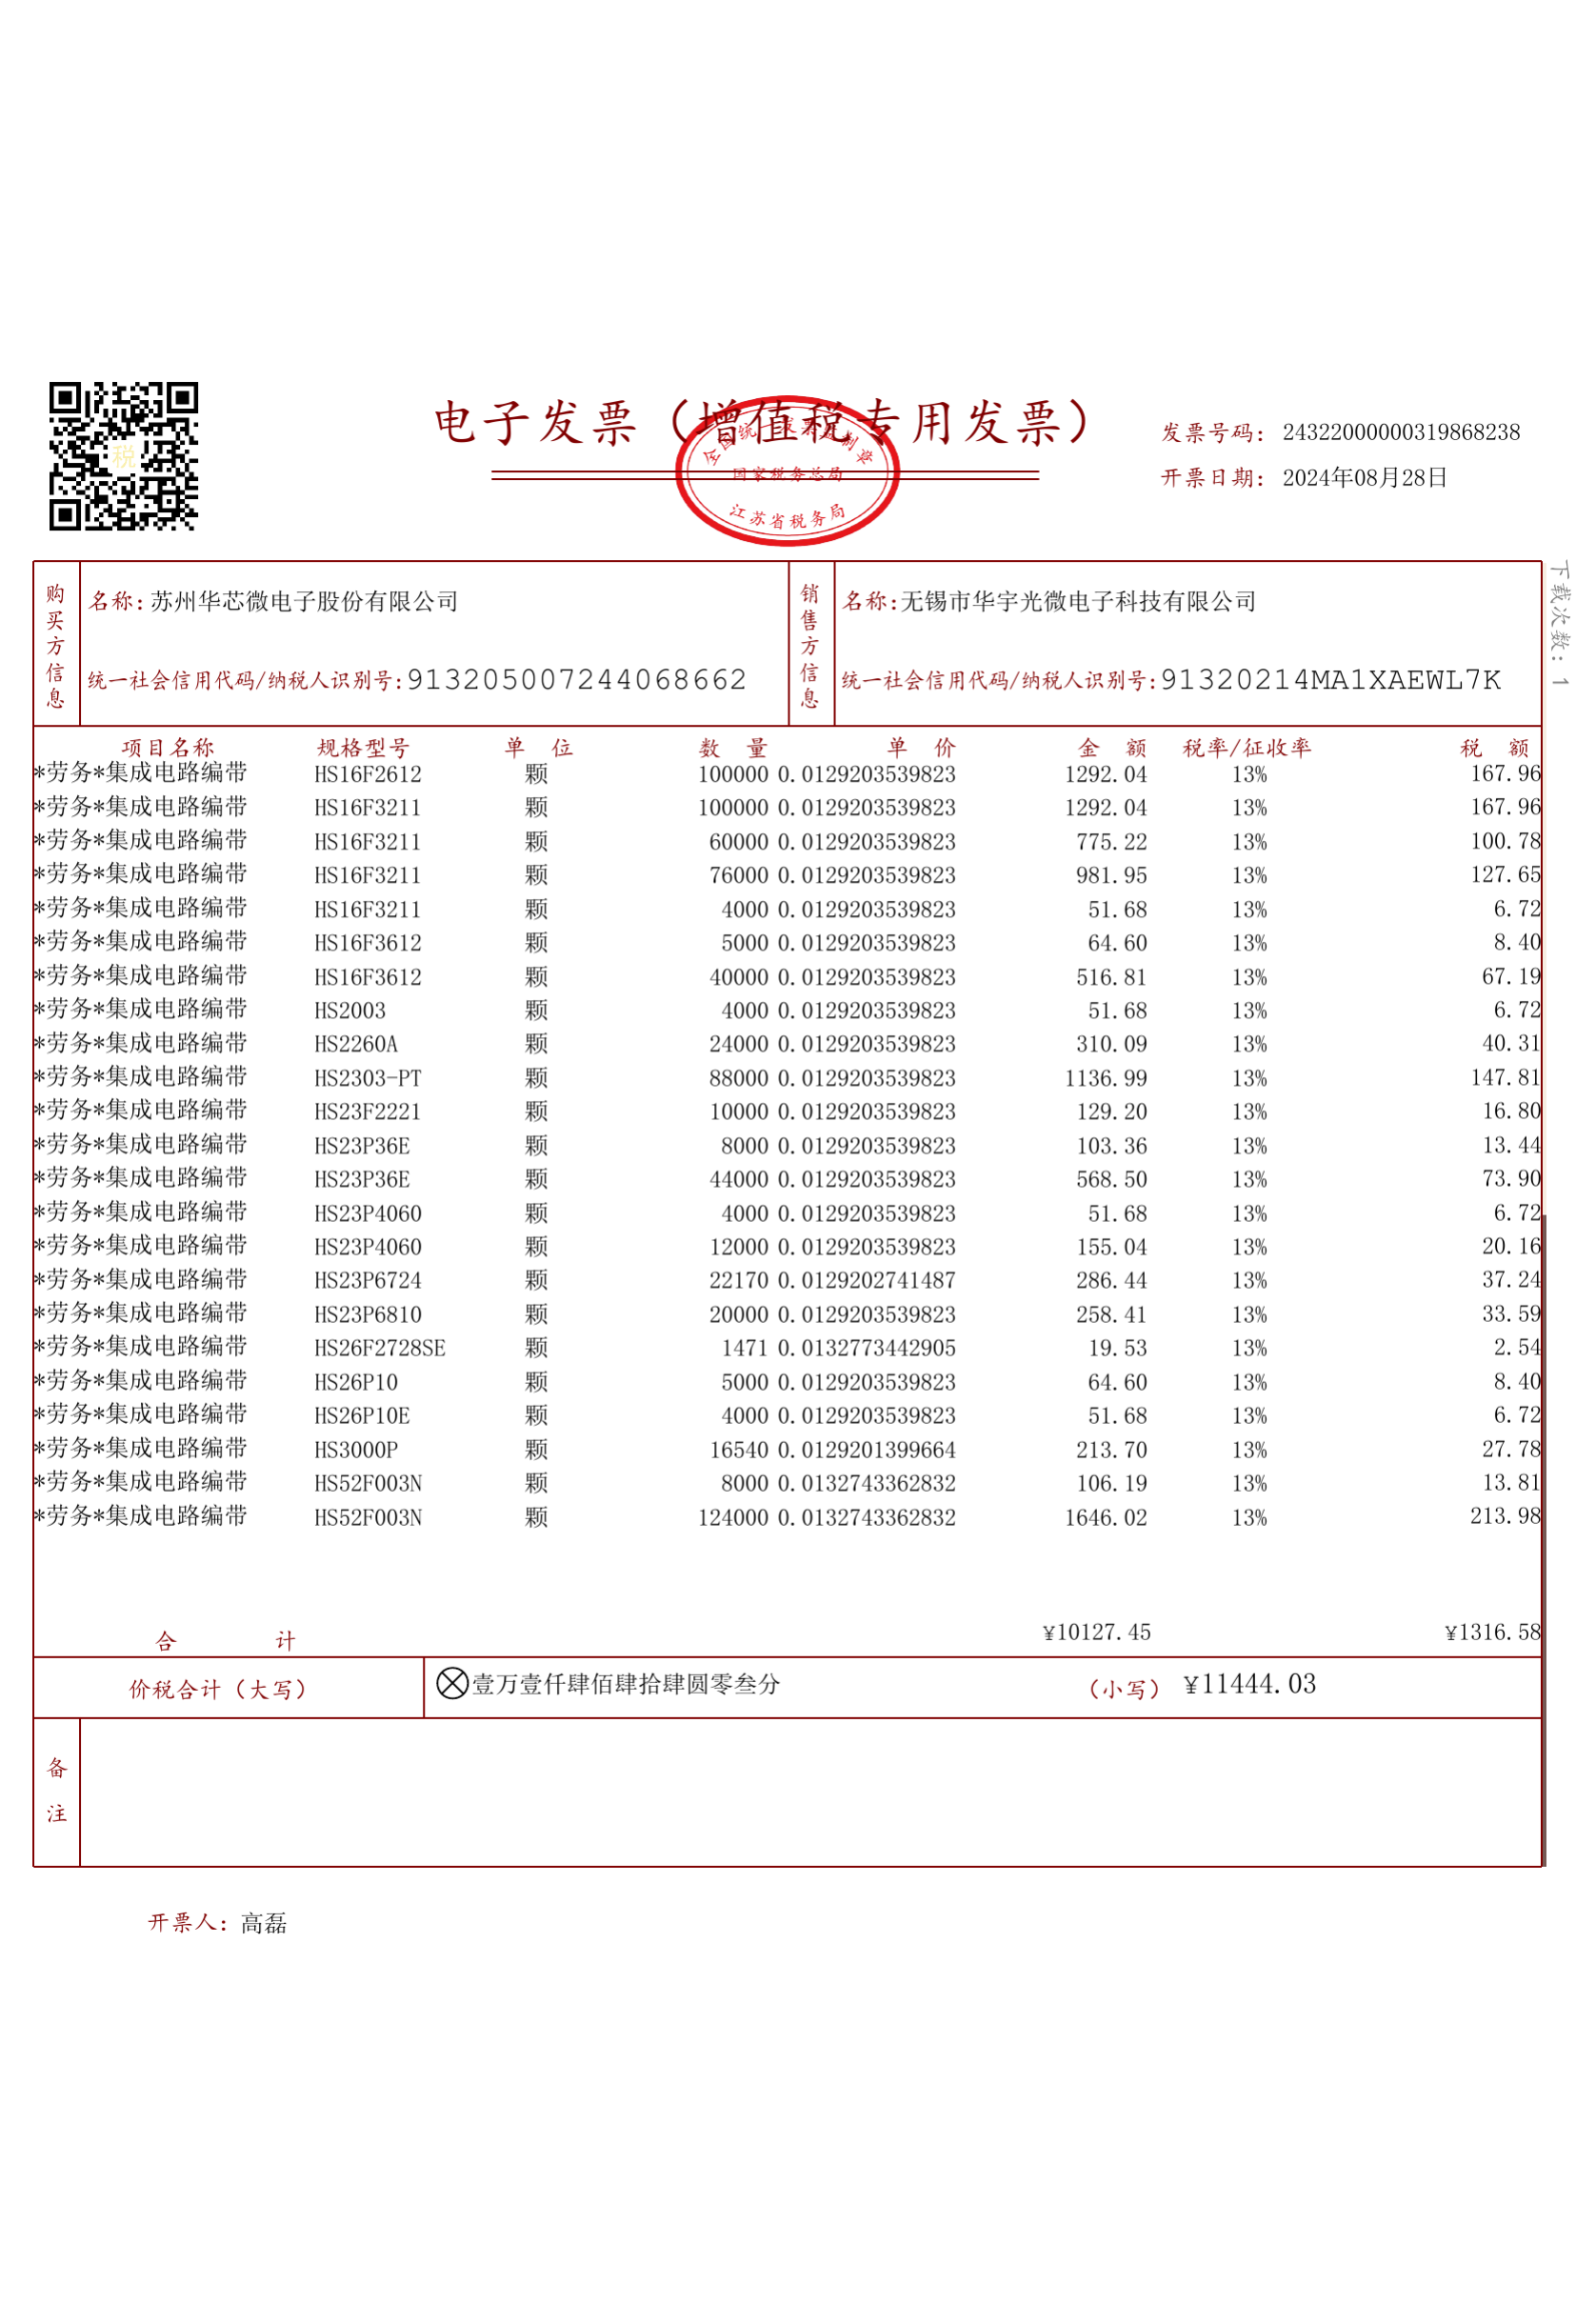 电子发票（增值税专用发票）
全国统一发票监制章
国家税务总局
江苏省税务局
税
发票号码： 24322000000319868238
开票日期： 2024年08月28日
下载次数：1
购买方信息
名称：苏州华芯微电子股份有限公司
统一社会信用代码/纳税人识别号：913205007244068662
销售方信息
名称：无锡市华宇光微电子科技有限公司
统一社会信用代码/纳税人识别号：91320214MA1XAEWL7K
项目名称 规格型号 单 位 数 量 单 价 金 额 税率/征收率 税 额
*劳务*集成电路编带 HS16F2612 颗 100000 0.0129203539823 1292.04 13% 167.96
*劳务*集成电路编带 HS16F3211 颗 100000 0.0129203539823 1292.04 13% 167.96
*劳务*集成电路编带 HS16F3211 颗 60000 0.0129203539823 775.22 13% 100.78
*劳务*集成电路编带 HS16F3211 颗 76000 0.0129203539823 981.95 13% 127.65
*劳务*集成电路编带 HS16F3211 颗 4000 0.0129203539823 51.68 13% 6.72
*劳务*集成电路编带 HS16F3612 颗 5000 0.0129203539823 64.60 13% 8.40
*劳务*集成电路编带 HS16F3612 颗 40000 0.0129203539823 516.81 13% 67.19
*劳务*集成电路编带 HS2003 颗 4000 0.0129203539823 51.68 13% 6.72
*劳务*集成电路编带 HS2260A 颗 24000 0.0129203539823 310.09 13% 40.31
*劳务*集成电路编带 HS2303-PT 颗 88000 0.0129203539823 1136.99 13% 147.81
*劳务*集成电路编带 HS23F2221 颗 10000 0.0129203539823 129.20 13% 16.80
*劳务*集成电路编带 HS23P36E 颗 8000 0.0129203539823 103.36 13% 13.44
*劳务*集成电路编带 HS23P36E 颗 44000 0.0129203539823 568.50 13% 73.90
*劳务*集成电路编带 HS23P4060 颗 4000 0.0129203539823 51.68 13% 6.72
*劳务*集成电路编带 HS23P4060 颗 12000 0.0129203539823 155.04 13% 20.16
*劳务*集成电路编带 HS23P6724 颗 22170 0.0129202741487 286.44 13% 37.24
*劳务*集成电路编带 HS23P6810 颗 20000 0.0129203539823 258.41 13% 33.59
*劳务*集成电路编带 HS26F2728SE 颗 1471 0.0132773442905 19.53 13% 2.54
*劳务*集成电路编带 HS26P10 颗 5000 0.0129203539823 64.60 13% 8.40
*劳务*集成电路编带 HS26P10E 颗 4000 0.0129203539823 51.68 13% 6.72
*劳务*集成电路编带 HS3000P 颗 16540 0.0129201399664 213.70 13% 27.78
*劳务*集成电路编带 HS52F003N 颗 8000 0.0132743362832 106.19 13% 13.81
*劳务*集成电路编带 HS52F003N 颗 124000 0.0132743362832 1646.02 13% 213.98
合 计 ¥10127.45 ¥1316.58
价税合计（大写） 壹万壹仟肆佰肆拾肆圆零叁分 （小写） ¥11444.03
备注
开票人： 高磊